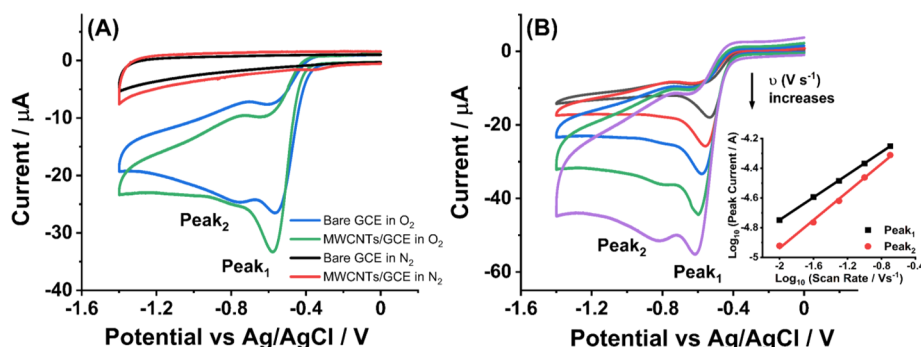 (A)
0
-10
-20
-30
-40
Current / μA
-1.6
-1.2
-0.8
-0.4
0
Potential vs Ag/AgCl / V
Peak₂
Peak₁
Bare GCE in O₂
MWCNTs/GCE in O₂
Bare GCE in N₂
MWCNTs/GCE in N₂
(B)
0
-20
-40
-60
Current / μA
-1.6
-1.2
-0.8
-0.4
0
Potential vs Ag/AgCl / V
Peak₂
Peak₁
υ (V s⁻¹)
increases
-4.2
-4.4
-4.6
-4.8
-5
Log₁₀ (Peak Current / A)
-2
-1.6
-1.2
-0.8
-0.4
Log₁₀ (Scan Rate / Vs⁻¹)
Peak₁
Peak₂